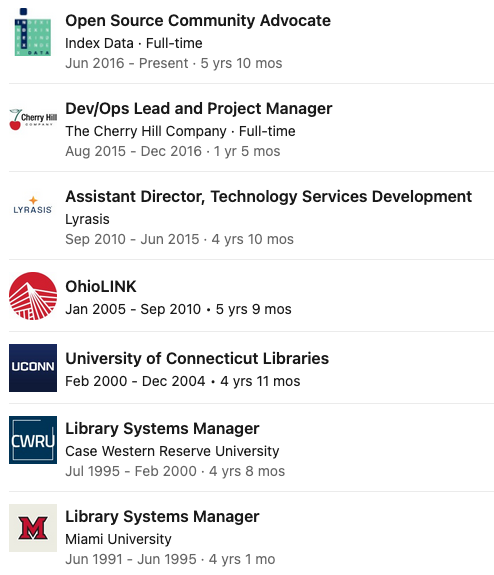 Open Source Community Advocate
Index Data · Full-time
Jun 2016 - Present · 5 yrs 10 mos
Cherry Hill
COMPANY
Dev/Ops Lead and Project Manager
The Cherry Hill Company · Full-time
Aug 2015 - Dec 2016 · 1 yr 5 mos
LYRASIS
Assistant Director, Technology Services Development
Lyrasis
Sep 2010 - Jun 2015 · 4 yrs 10 mos
OhioLINK
Jan 2005 - Sep 2010 • 5 yrs 9 mos
UCONN
University of Connecticut Libraries
Feb 2000 - Dec 2004 • 4 yrs 11 mos
CWRU
Library Systems Manager
Case Western Reserve University
Jul 1995 - Feb 2000 · 4 yrs 8 mos
M
Library Systems Manager
Miami University
Jun 1991 - Jun 1995 · 4 yrs 1 mo